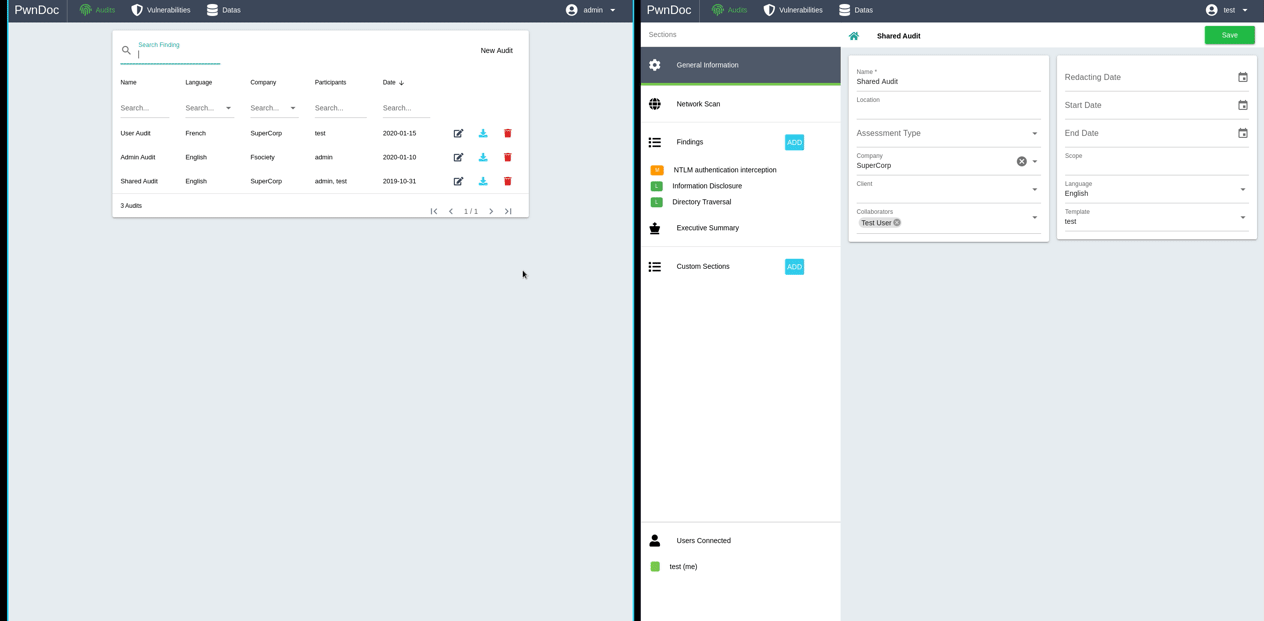 PwnDoc Audits Vulnerabilities Datas admin
Search Finding
New Audit
Name Language Company Participants Date
Search... Search... Search... Search... Search...
User Audit French SuperCorp test 2020-01-15
Admin Audit English Fsociety admin 2020-01-10
Shared Audit English SuperCorp admin, test 2019-10-31
3 Audits
1 / 1
PwnDoc Audits Vulnerabilities Datas test
Sections
General Information
Network Scan
Findings ADD
M NTLM authentication interception
L Information Disclosure
L Directory Traversal
Executive Summary
Custom Sections ADD
Users Connected
test (me)
Shared Audit Save
Name *
Shared Audit
Location
Assessment Type
Company
SuperCorp
Client
Collaborators
Test User
Redacting Date
Start Date
End Date
Scope
Language
English
Template
test